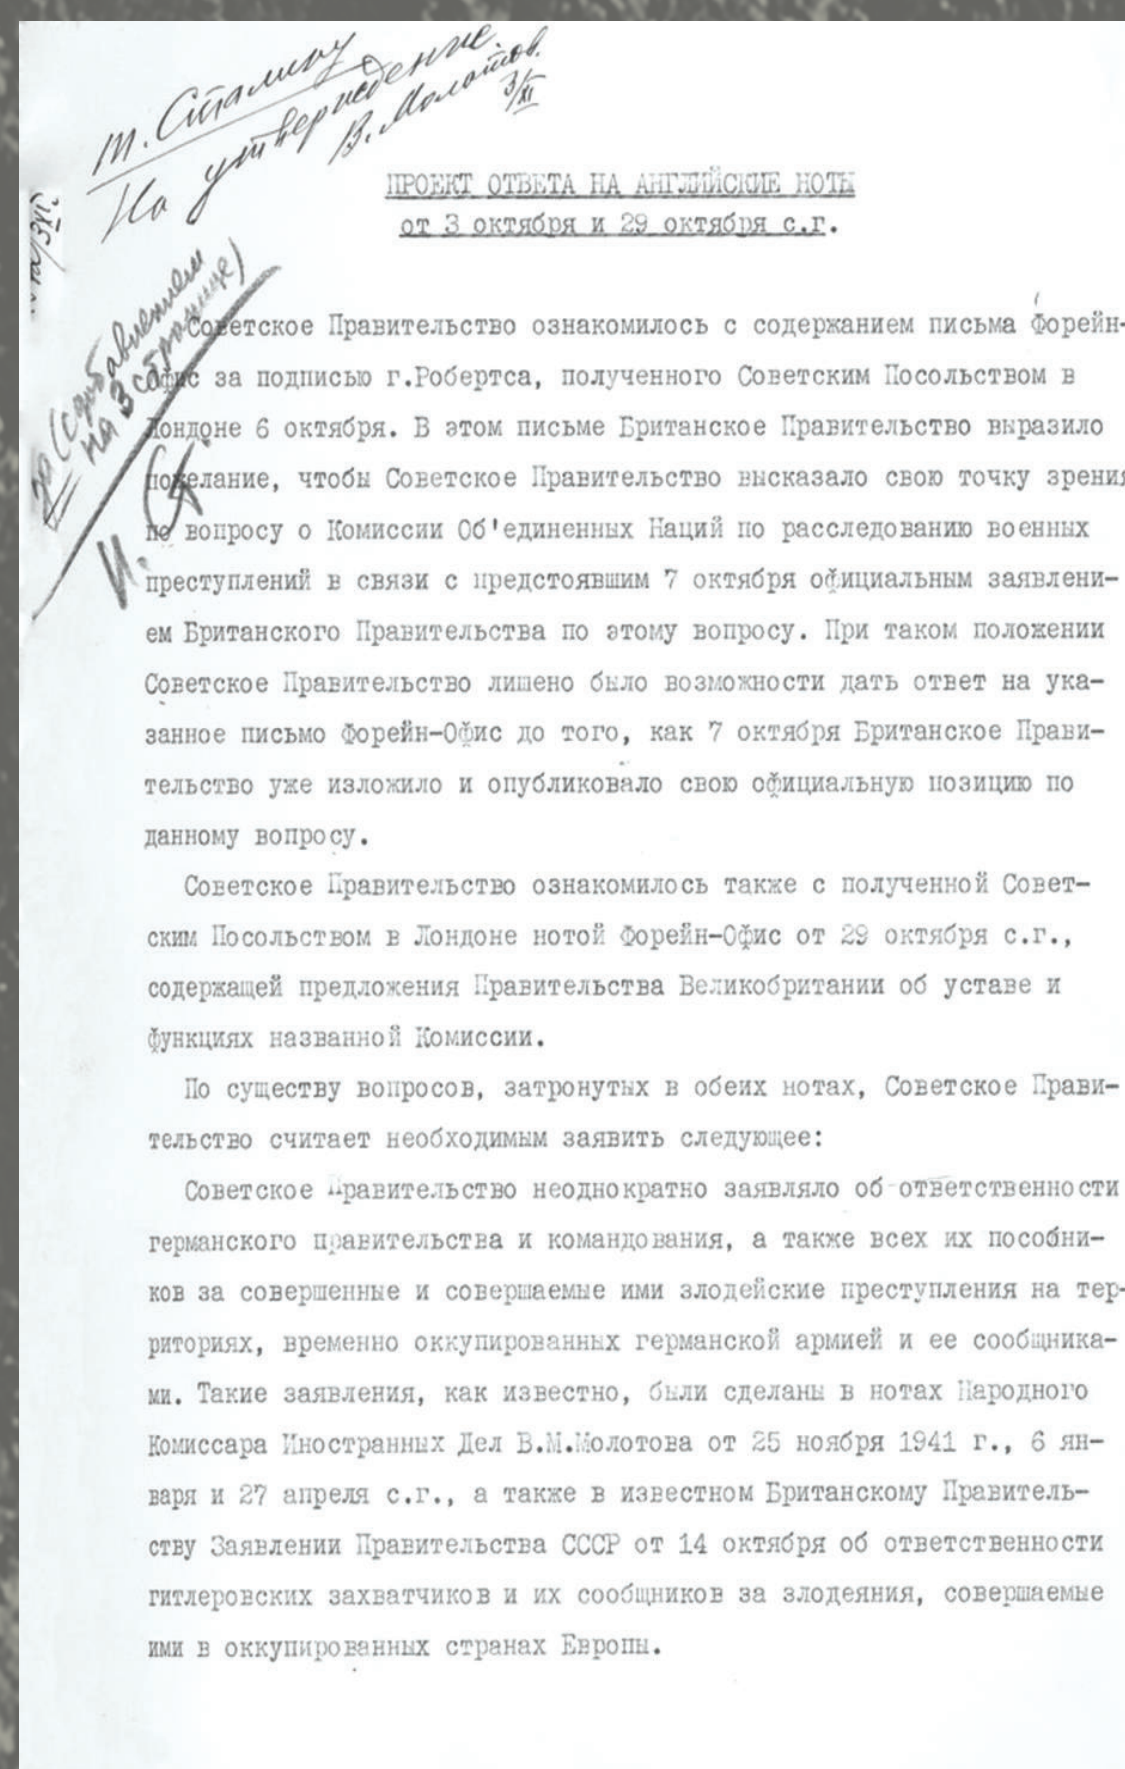 т. Сталину
На утверждение.
В. Молотов.
3/XI
за (с добавлением
на 3 странице)
И. Ст.
ПРОЕКТ ОТВЕТА НА АНГЛИЙСКИЕ НОТЫ
от 3 октября и 29 октября с.г.
Советское Правительство ознакомилось с содержанием письма Форейн-
Офис за подписью г.Робертса, полученного Советским Посольством в
Лондоне 6 октября. В этом письме Британское Правительство выразило
пожелание, чтобы Советское Правительство высказало свою точку зрения
по вопросу о Комиссии Об'единенных Наций по расследованию военных
преступлений в связи с предстоявшим 7 октября официальным заявлени-
ем Британского Правительства по этому вопросу. При таком положении
Советское Правительство лишено было возможности дать ответ на ука-
занное письмо Форейн-Офис до того, как 7 октября Британское Прави-
тельство уже изложило и опубликовало свою официальную позицию по
данному вопросу.
Советское Правительство ознакомилось также с полученной Совет-
ским Посольством в Лондоне нотой Форейн-Офис от 29 октября с.г.,
содержащей предложения Правительства Великобритании об уставе и
функциях названной Комиссии.
По существу вопросов, затронутых в обеих нотах, Советское Прави-
тельство считает необходимым заявить следующее:
Советское Правительство неоднократно заявляло об ответственности
германского правительства и командования, а также всех их пособни-
ков за совершенные и совершаемые ими злодейские преступления на тер-
риториях, временно оккупированных германской армией и ее сообщника-
ми. Такие заявления, как известно, были сделаны в нотах Народного
Комиссара Иностранных Дел В.М.Молотова от 25 ноября 1941 г., 6 ян-
варя и 27 апреля с.г., а также в известном Британскому Правитель-
ству Заявлении Правительства СССР от 14 октября об ответственности
гитлеровских захватчиков и их сообщников за злодеяния, совершаемые
ими в оккупированных странах Европы.